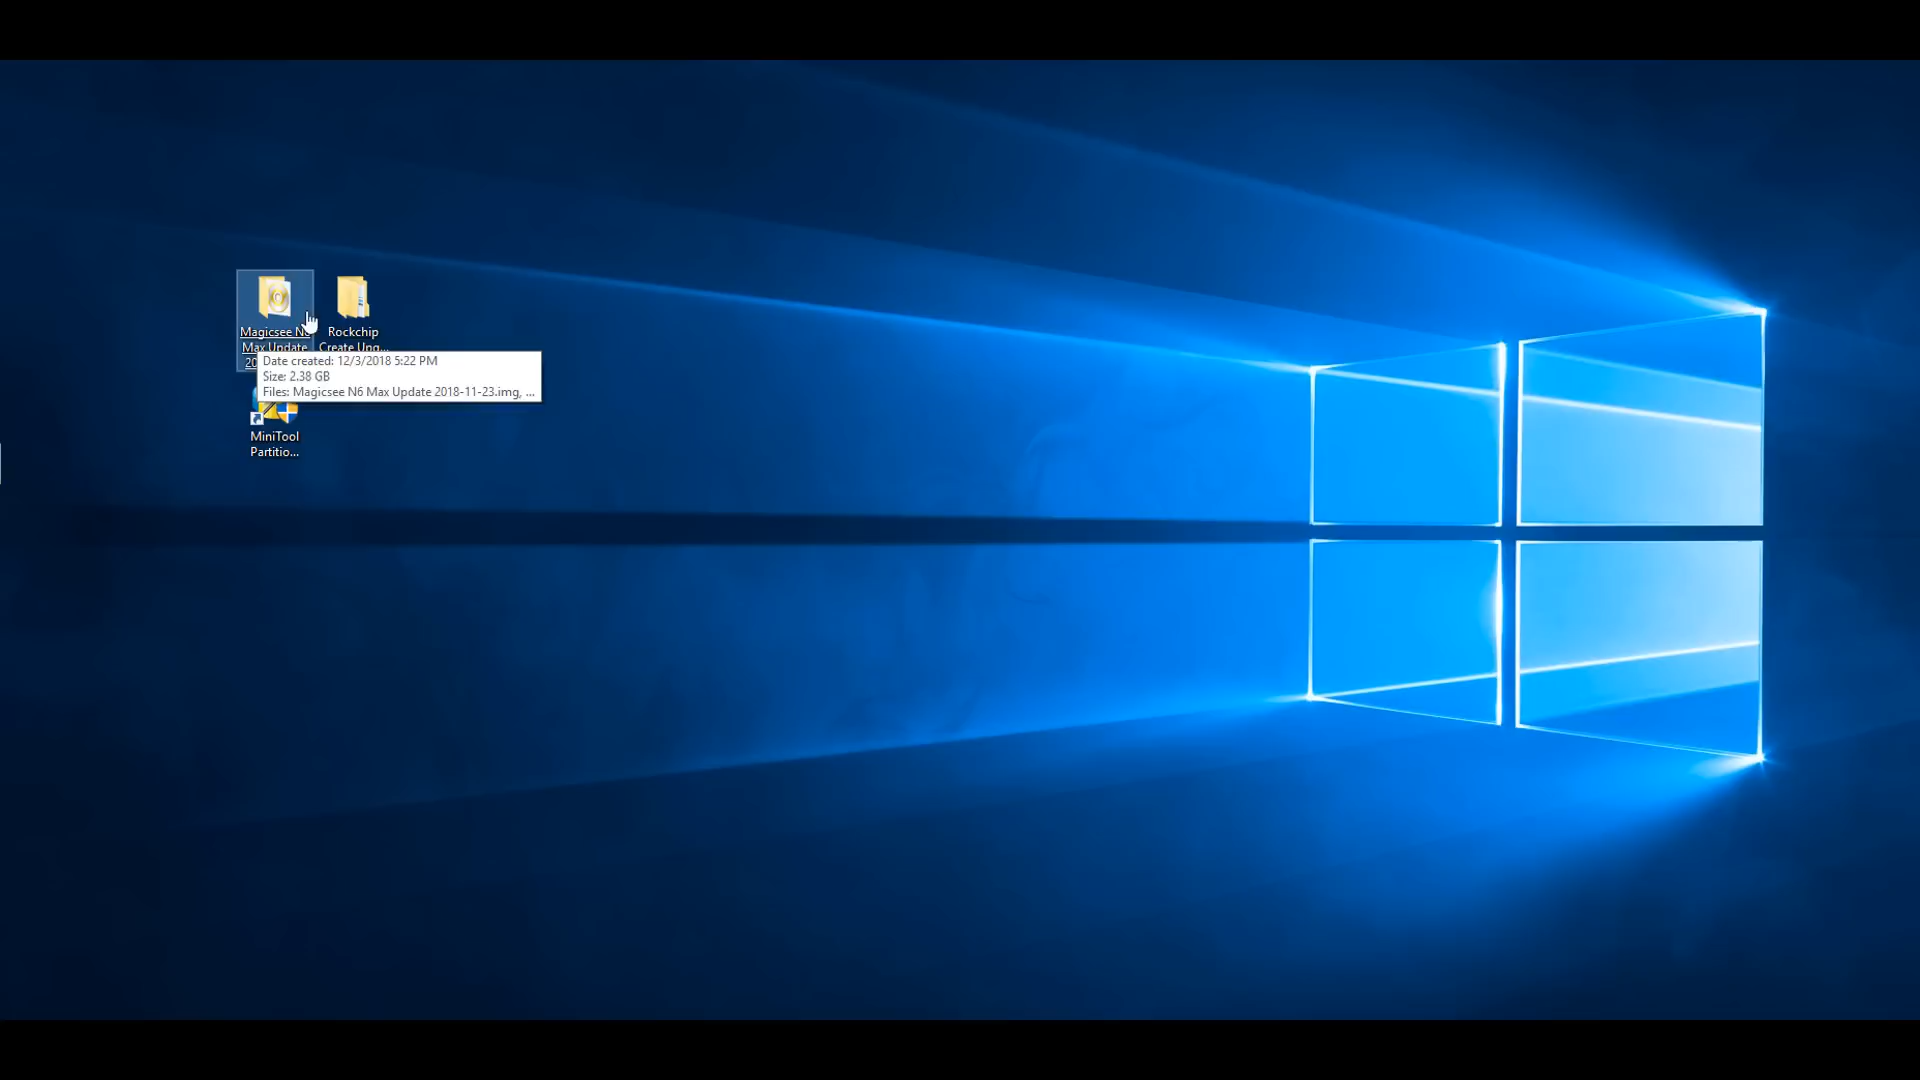 Magicsee N6
Max Update
20
Rockchip
Create Upg...
Date created: 12/3/2018 5:22 PM
Size: 2.38 GB
Files: Magicsee N6 Max Update 2018-11-23.img, ...
MiniTool
Partitio...